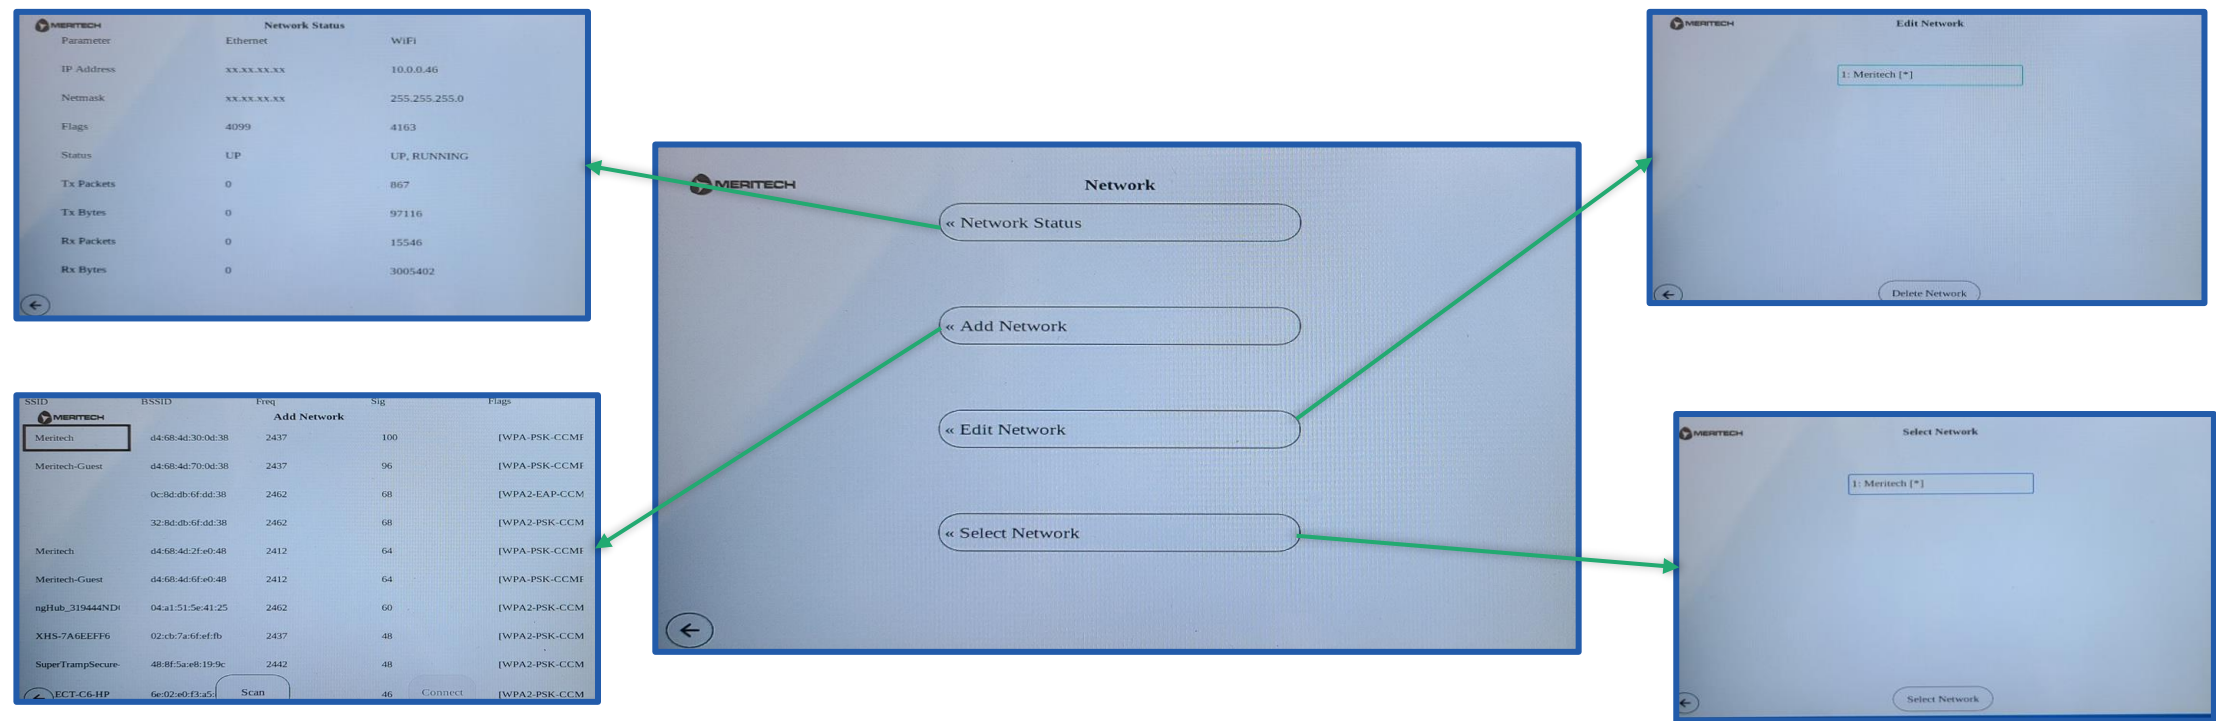 MERITECH
Network Status
Parameter Ethernet WiFi
IP Address xx.xx.xx.xx 10.0.0.46
Netmask xx.xx.xx.xx 255.255.255.0
Flags 4099 4163
Status UP UP, RUNNING
Tx Packets 0 867
Tx Bytes 0 97116
Rx Packets 0 15546
Rx Bytes 0 3005402
MERITECH
Network
« Network Status
« Add Network
« Edit Network
« Select Network
MERITECH
Edit Network
1: Meritech [*]
Delete Network
SSID BSSID Freq Sig Flags
MERITECH
Add Network
Meritech d4:68:4d:30:0d:38 2437 100 [WPA-PSK-CCMF
Meritech-Guest d4:68:4d:70:0d:38 2437 96 [WPA-PSK-CCMF
0c:8d:db:6f:dd:38 2462 68 [WPA2-EAP-CCM
32:8d:db:6f:dd:38 2462 68 [WPA2-PSK-CCM
Meritech d4:68:4d:2f:e0:48 2412 64 [WPA-PSK-CCMF
Meritech-Guest d4:68:4d:6f:e0:48 2412 64 [WPA-PSK-CCMF
ngHub_319444ND 04:a1:51:5e:41:25 2462 60 [WPA2-PSK-CCM
XHS-7A6EEFF6 02:cb:7a:6f:ef:fb 2437 48 [WPA2-PSK-CCM
SuperTrampSecure- 48:8f:5a:e8:19:9c 2442 48 [WPA2-PSK-CCM
ECT-C6-HP 6e:02:e0:f3:a5: 46 [WPA2-PSK-CCM
Scan Connect
MERITECH
Select Network
1: Meritech [*]
Select Network